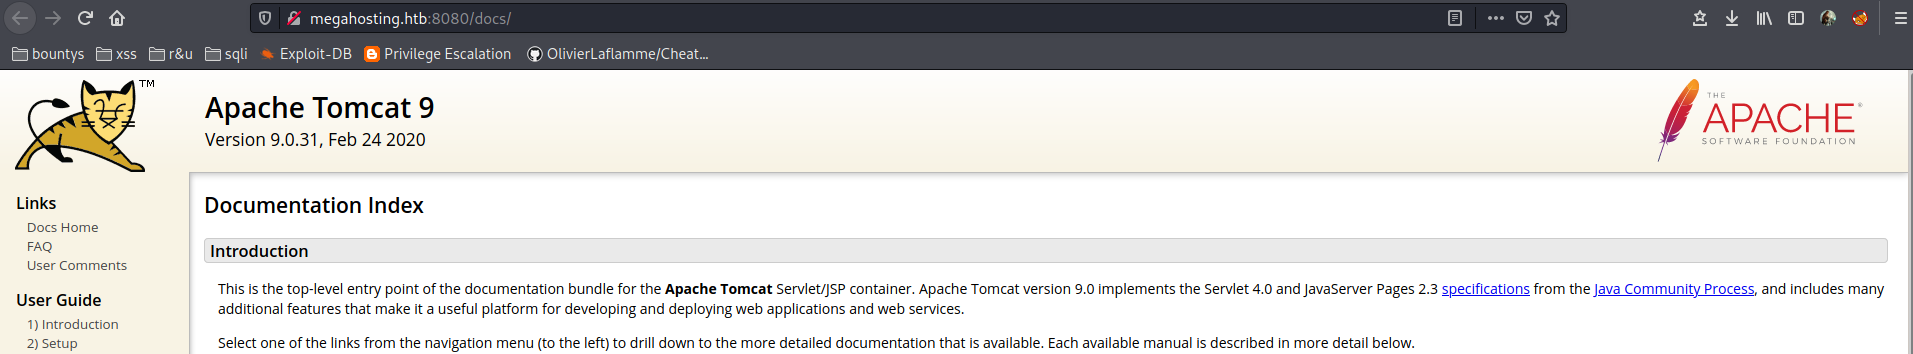 megahosting.htb:8080/docs/
bountys xss r&u sqli Exploit-DB Privilege Escalation OlivierLaflamme/Cheat...
TM
Apache Tomcat 9
Version 9.0.31, Feb 24 2020
THE
APACHE®
SOFTWARE FOUNDATION
Links
Docs Home
FAQ
User Comments
User Guide
1) Introduction
2) Setup
Documentation Index
Introduction
This is the top-level entry point of the documentation bundle for the Apache Tomcat Servlet/JSP container. Apache Tomcat version 9.0 implements the Servlet 4.0 and JavaServer Pages 2.3 specifications from the Java Community Process, and includes many
additional features that make it a useful platform for developing and deploying web applications and web services.
Select one of the links from the navigation menu (to the left) to drill down to the more detailed documentation that is available. Each available manual is described in more detail below.